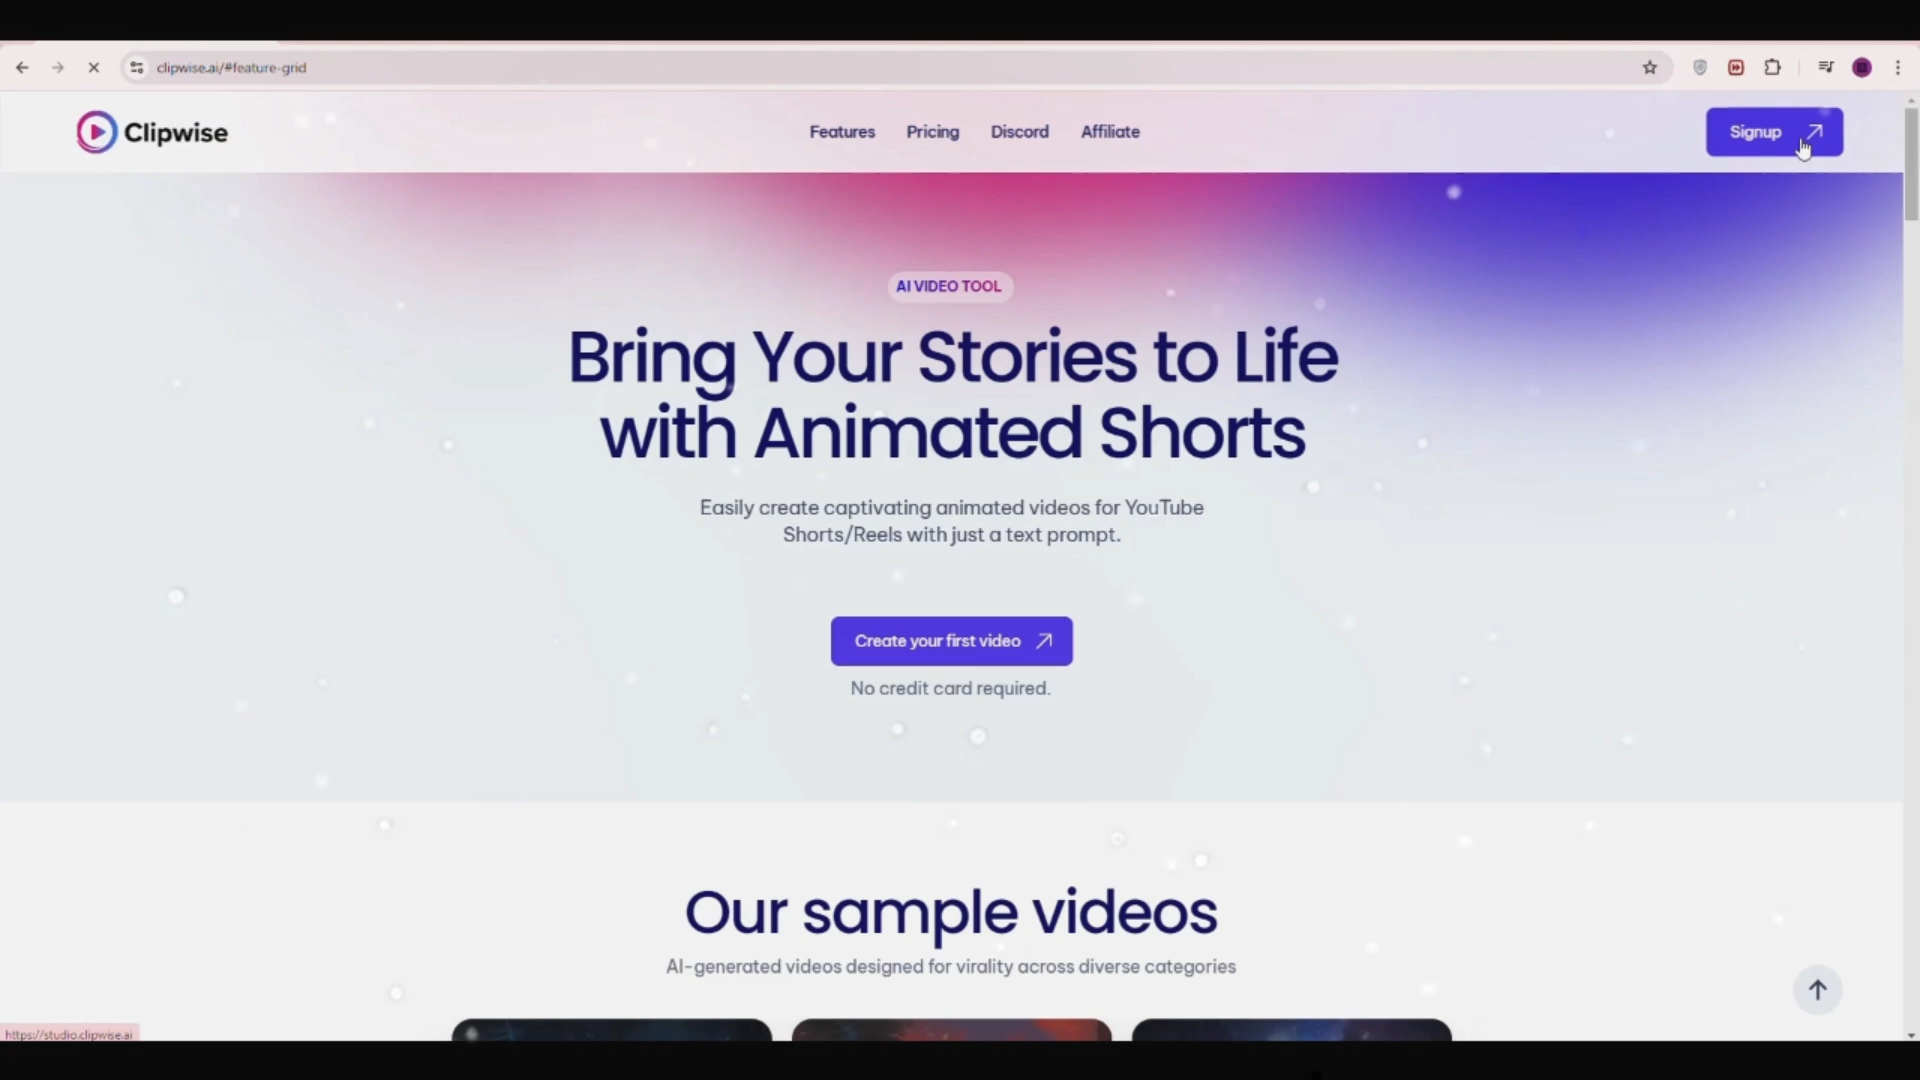 clipwise.ai/#feature-grid
Clipwise
Features Pricing Discord Affiliate
Signup
AI VIDEO TOOL
Bring Your Stories to Life
with Animated Shorts
Easily create captivating animated videos for YouTube
Shorts/Reels with just a text prompt.
Create your first video
No credit card required.
Our sample videos
AI-generated videos designed for virality across diverse categories
https://studio.clipwise.ai